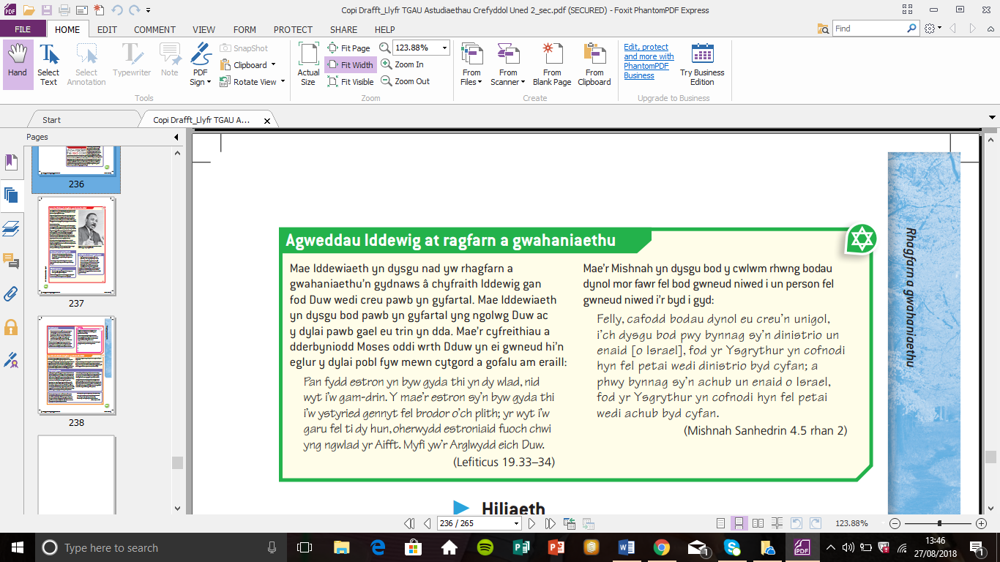 Copi Drafft_Llyfr TGAU Astudiaethau Crefyddol Uned 2_sec.pdf (SECURED) - Foxit PhantomPDF Express
FILE HOME EDIT COMMENT VIEW FORM PROTECT SHARE HELP
Find
Hand
Select Text
Select Annotation
Typewriter
Note
PDF Sign
SnapShot
Clipboard
Rotate View
Tools
Actual Size
Fit Page
Fit Width
Fit Visible
123.88%
Zoom In
Zoom Out
Zoom
From Files
From Scanner
From Blank Page
From Clipboard
Create
Edit, protect
and more with
PhantomPDF
Business
Try Business Edition
Upgrade to Business
Start
Copi Drafft_Llyfr TGAU A...
Pages
236
237
238
Agweddau Iddewig at ragfarn a gwahaniaethu
Mae Iddewiaeth yn dysgu nad yw rhagfarn a
gwahaniaethu'n gydnaws â chyfraith Iddewig gan
fod Duw wedi creu pawb yn gyfartal. Mae Iddewiaeth
yn dysgu bod pawb yn gyfartal yng ngolwg Duw ac
y dylai pawb gael eu trin yn dda. Mae'r cyfreithiau a
dderbyniodd Moses oddi wrth Dduw yn ei gwneud hi'n
eglur y dylai pobl fyw mewn cytgord a gofalu am eraill:
Pan fydd estron yn byw gyda thi yn dy wlad, nid
wyt i'w gam-drin. Y mae'r estron sy'n byw gyda thi
i'w ystyried gennyt fel brodor o'ch plith; yr wyt i'w
garu fel ti dy hun, oherwydd estroniaid fuoch chwi
yng ngwlad yr Aifft. Myfi yw'r Arglwydd eich Duw.
(Lefiticus 19.33–34)
Mae'r Mishnah yn dysgu bod y cwlwm rhwng bodau
dynol mor fawr fel bod gwneud niwed i un person fel
gwneud niwed i'r byd i gyd:
Felly, cafodd bodau dynol eu creu'n unigol,
i'ch dysgu bod pwy bynnag sy'n dinistrio un
enaid [o Israel], fod yr Ysgrythur yn cofnodi
hyn fel petai wedi dinistrio byd cyfan; a
phwy bynnag sy'n achub un enaid o Israel,
fod yr Ysgrythur yn cofnodi hyn fel petai
wedi achub byd cyfan.
(Mishnah Sanhedrin 4.5 rhan 2)
Rhagfarn a gwahaniaethu
Hiliaeth
236 / 265
123.88%
Type here to search
13:46
27/08/2018